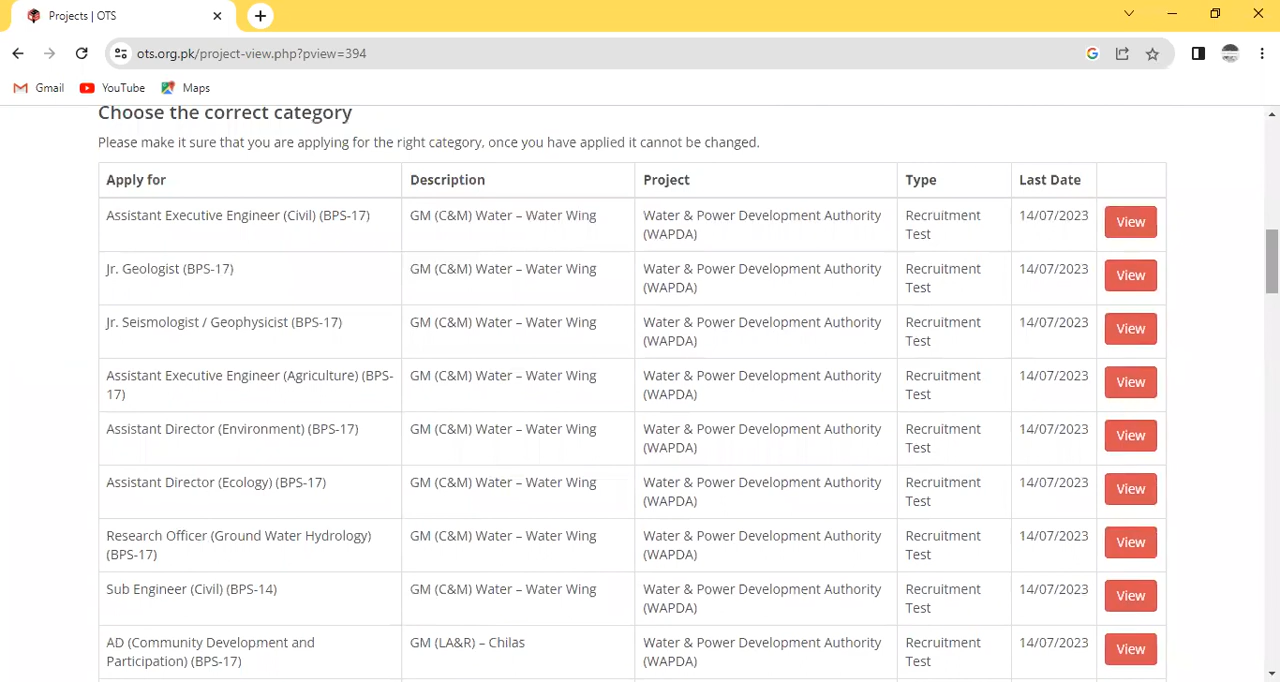 Projects | OTS
ots.org.pk/project-view.php?pview=394
Gmail YouTube Maps
Choose the correct category
Please make it sure that you are applying for the right category, once you have applied it cannot be changed.
Apply for Description Project Type Last Date
Assistant Executive Engineer (Civil) (BPS-17) GM (C&M) Water – Water Wing Water & Power Development Authority Recruitment 14/07/2023 View
(WAPDA) Test
Jr. Geologist (BPS-17) GM (C&M) Water – Water Wing Water & Power Development Authority Recruitment 14/07/2023 View
(WAPDA) Test
Jr. Seismologist / Geophysicist (BPS-17) GM (C&M) Water – Water Wing Water & Power Development Authority Recruitment 14/07/2023 View
(WAPDA) Test
Assistant Executive Engineer (Agriculture) (BPS- GM (C&M) Water – Water Wing Water & Power Development Authority Recruitment 14/07/2023 View
17) (WAPDA) Test
Assistant Director (Environment) (BPS-17) GM (C&M) Water – Water Wing Water & Power Development Authority Recruitment 14/07/2023 View
(WAPDA) Test
Assistant Director (Ecology) (BPS-17) GM (C&M) Water – Water Wing Water & Power Development Authority Recruitment 14/07/2023 View
(WAPDA) Test
Research Officer (Ground Water Hydrology) GM (C&M) Water – Water Wing Water & Power Development Authority Recruitment 14/07/2023 View
(BPS-17) (WAPDA) Test
Sub Engineer (Civil) (BPS-14) GM (C&M) Water – Water Wing Water & Power Development Authority Recruitment 14/07/2023 View
(WAPDA) Test
AD (Community Development and GM (LA&R) – Chilas Water & Power Development Authority Recruitment 14/07/2023 View
Participation) (BPS-17) (WAPDA) Test